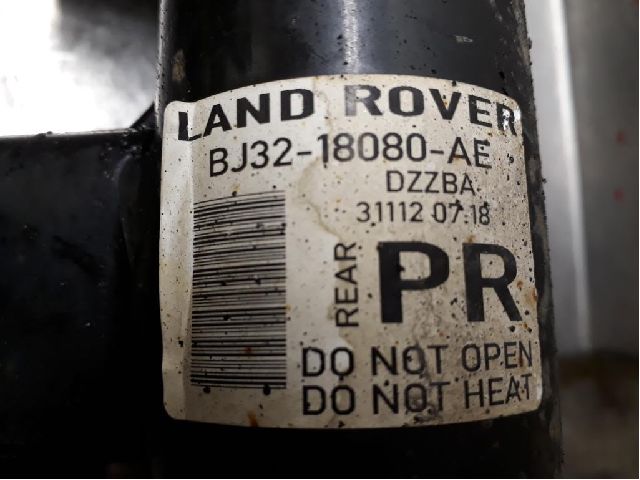 LAND ROVER
BJ32-18080-AE
DZZBA
31112 07:18
REAR
PR
DO NOT OPEN
DO NOT HEAT